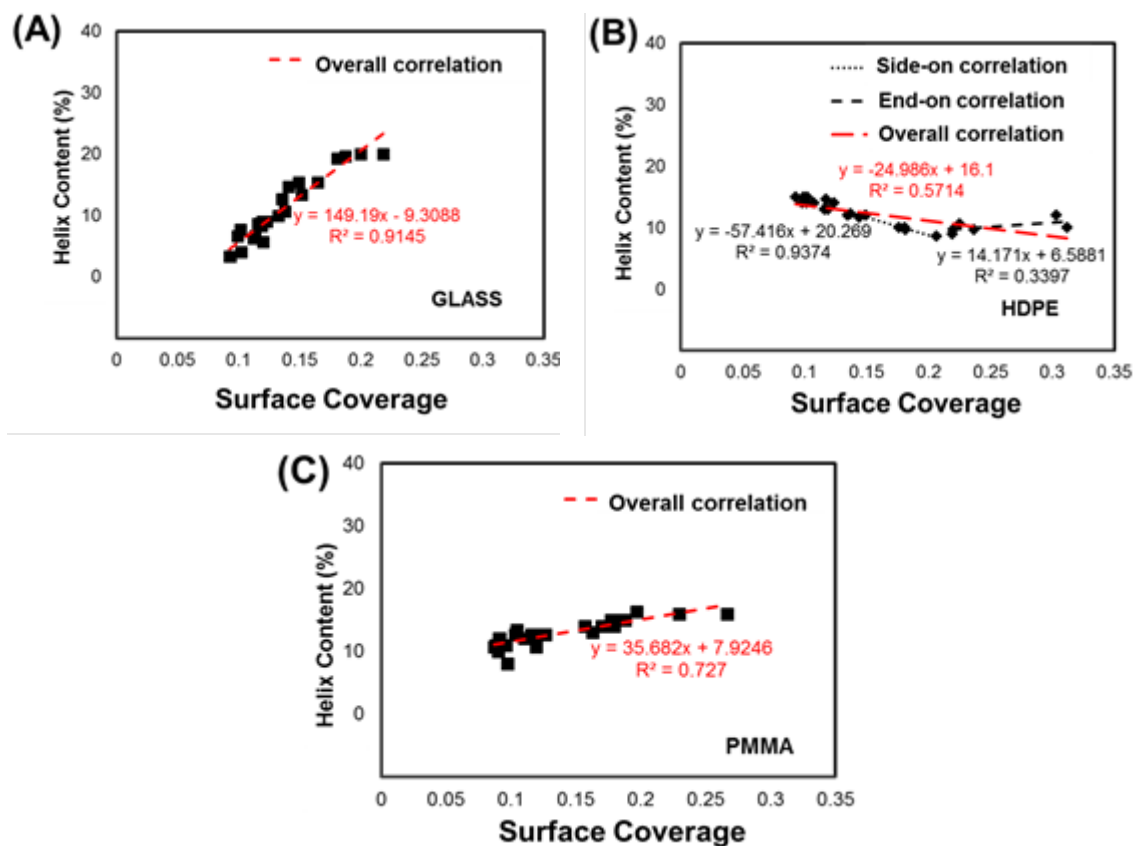 (A)
Helix Content (%)
40
30
20
10
0
Overall correlation
y = 149.19x - 9.3088
R² = 0.9145
GLASS
0 0.05 0.1 0.15 0.2 0.25 0.3 0.35
Surface Coverage
(B)
Helix Content (%)
40
30
20
10
0
Side-on correlation
End-on correlation
Overall correlation
y = -24.986x + 16.1
R² = 0.5714
y = -57.416x + 20.269
R² = 0.9374
y = 14.171x + 6.5881
R² = 0.3397
HDPE
0 0.05 0.1 0.15 0.2 0.25 0.3 0.35
Surface Coverage
(C)
Helix Content (%)
40
30
20
10
0
Overall correlation
y = 35.682x + 7.9246
R² = 0.727
PMMA
0 0.05 0.1 0.15 0.2 0.25 0.3 0.35
Surface Coverage